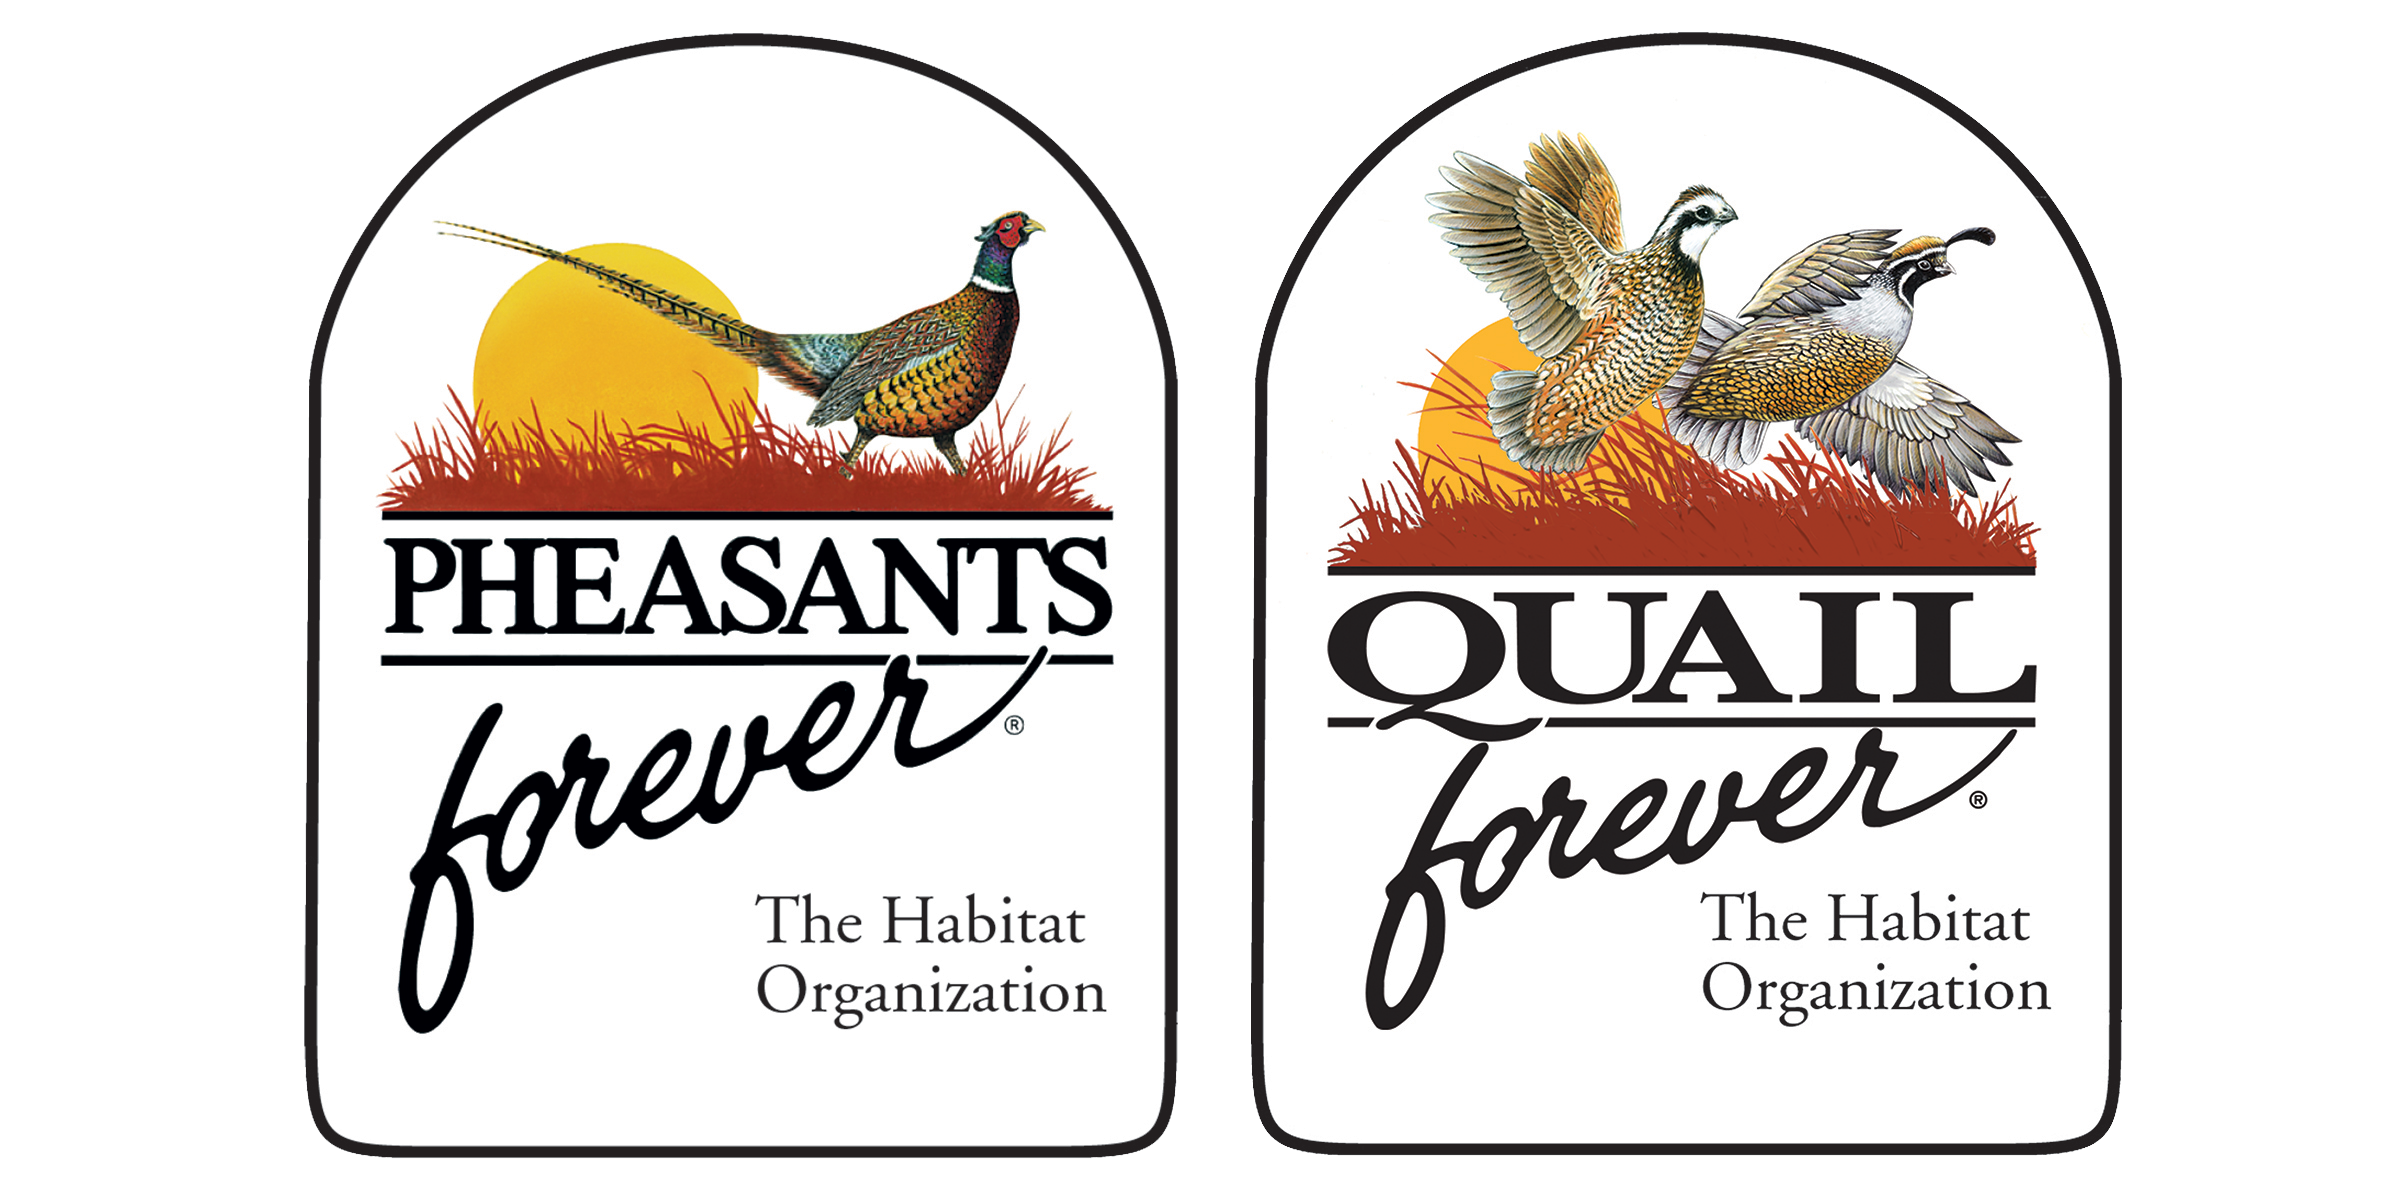 PHEASANTS
forever®
The Habitat
Organization
QUAIL
forever®
The Habitat
Organization